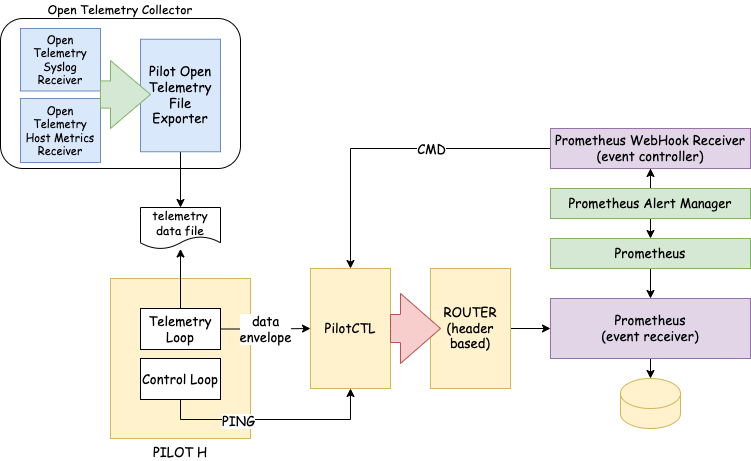 Open Telemetry Collector
Open
Telemetry
Syslog
Receiver
Open
Telemetry
Host Metrics
Receiver
Pilot Open
Telemetry
File
Exporter
telemetry
data file
Telemetry
Loop
Control Loop
PILOT H
data
envelope
PING
PilotCTL
CMD
ROUTER
(header
based)
Prometheus WebHook Receiver
(event controller)
Prometheus Alert Manager
Prometheus
Prometheus
(event receiver)